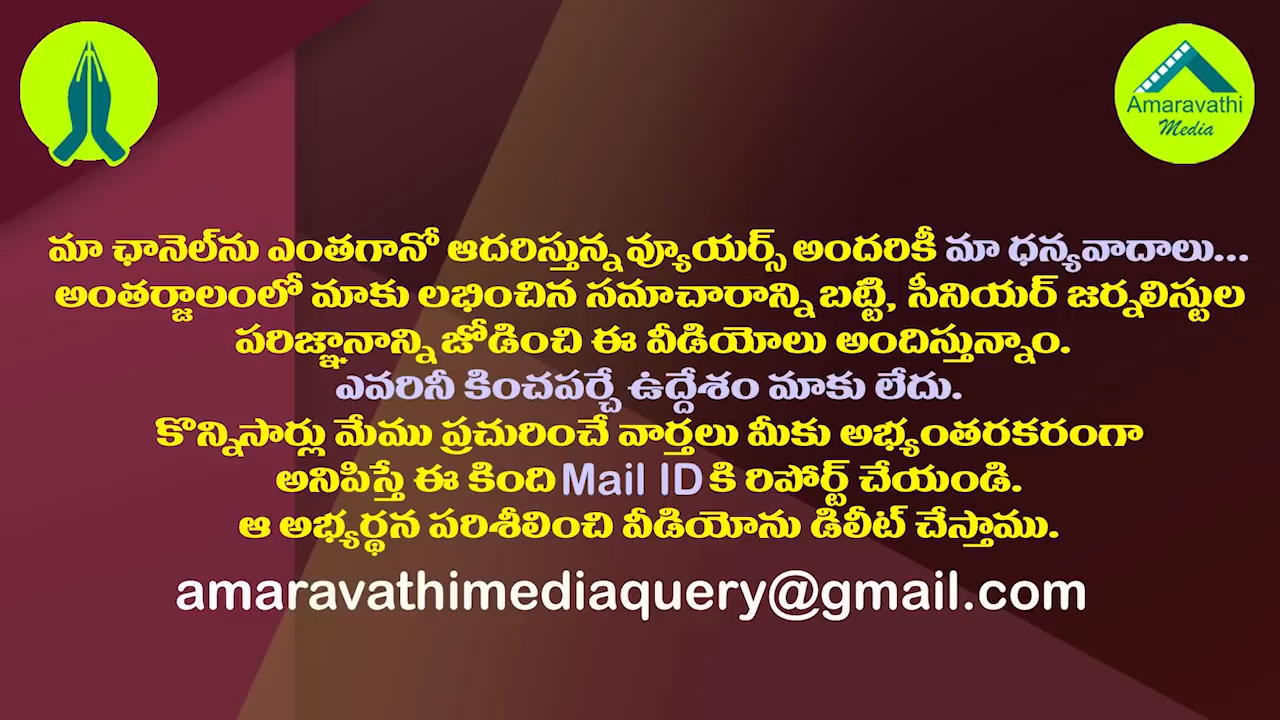 Amaravathi
Media
మా ఛానెల్‌ను ఎంతగానో ఆదరిస్తున్న వ్యూయర్స్ అందరికీ మా ధన్యవాదాలు...
అంతర్జాలంలో మాకు లభించిన సమాచారాన్ని బట్టి, సీనియర్ జర్నలిస్టుల
పరిజ్ఞానాన్ని జోడించి ఈ వీడియోలు అందిస్తున్నాం.
ఎవరినీ కించపర్చే ఉద్దేశం మాకు లేదు.
కొన్నిసార్లు మేము ప్రచురించే వార్తలు మీకు అభ్యంతరకరంగా
అనిపిస్తే ఈ కింది Mail ID కి రిపోర్ట్ చేయండి.
ఆ అభ్యర్థన పరిశీలించి వీడియోను డిలీట్ చేస్తాము.
amaravathimediaquery@gmail.com